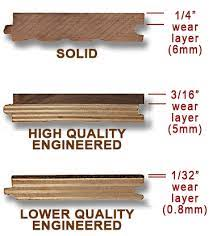 1/4"
wear
layer
(6mm)
SOLID
3/16"
wear
layer
(5mm)
HIGH QUALITY
ENGINEERED
1/32"
wear
layer
(0.8mm)
LOWER QUALITY
ENGINEERED